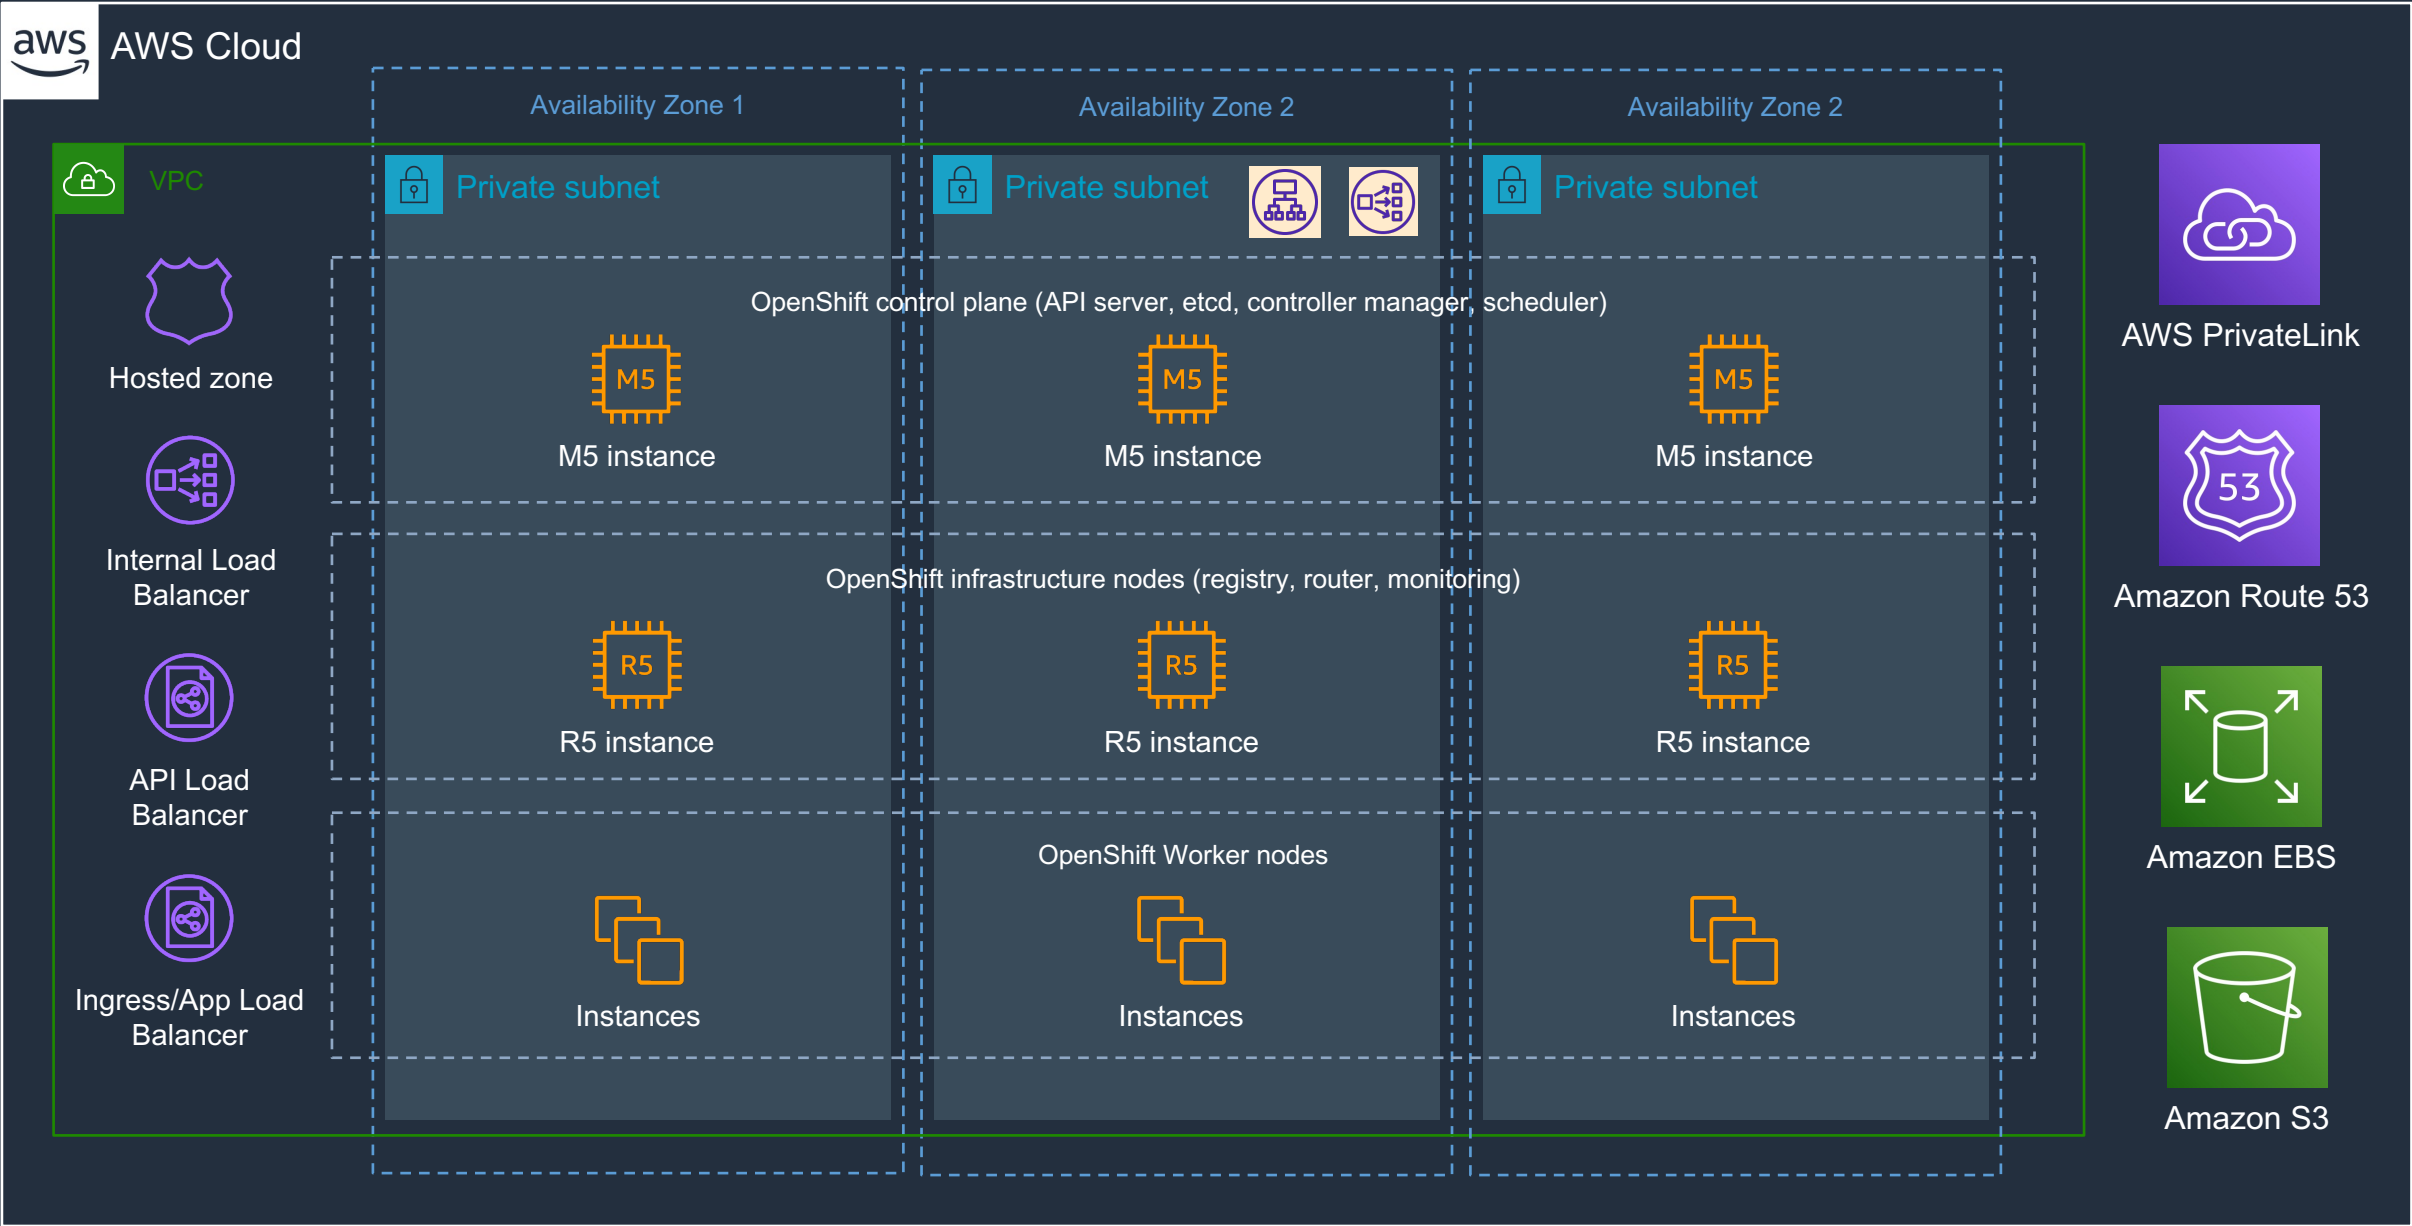 aws
AWS Cloud
Availability Zone 1
Availability Zone 2
Availability Zone 2
VPC
Private subnet
Private subnet
Private subnet
Hosted zone
Internal Load
Balancer
API Load
Balancer
Ingress/App Load
Balancer
OpenShift control plane (API server, etcd, controller manager, scheduler)
M5
M5
M5
M5 instance
M5 instance
M5 instance
OpenShift infrastructure nodes (registry, router, monitoring)
R5
R5
R5
R5 instance
R5 instance
R5 instance
OpenShift Worker nodes
Instances
Instances
Instances
AWS PrivateLink
53
Amazon Route 53
Amazon EBS
Amazon S3